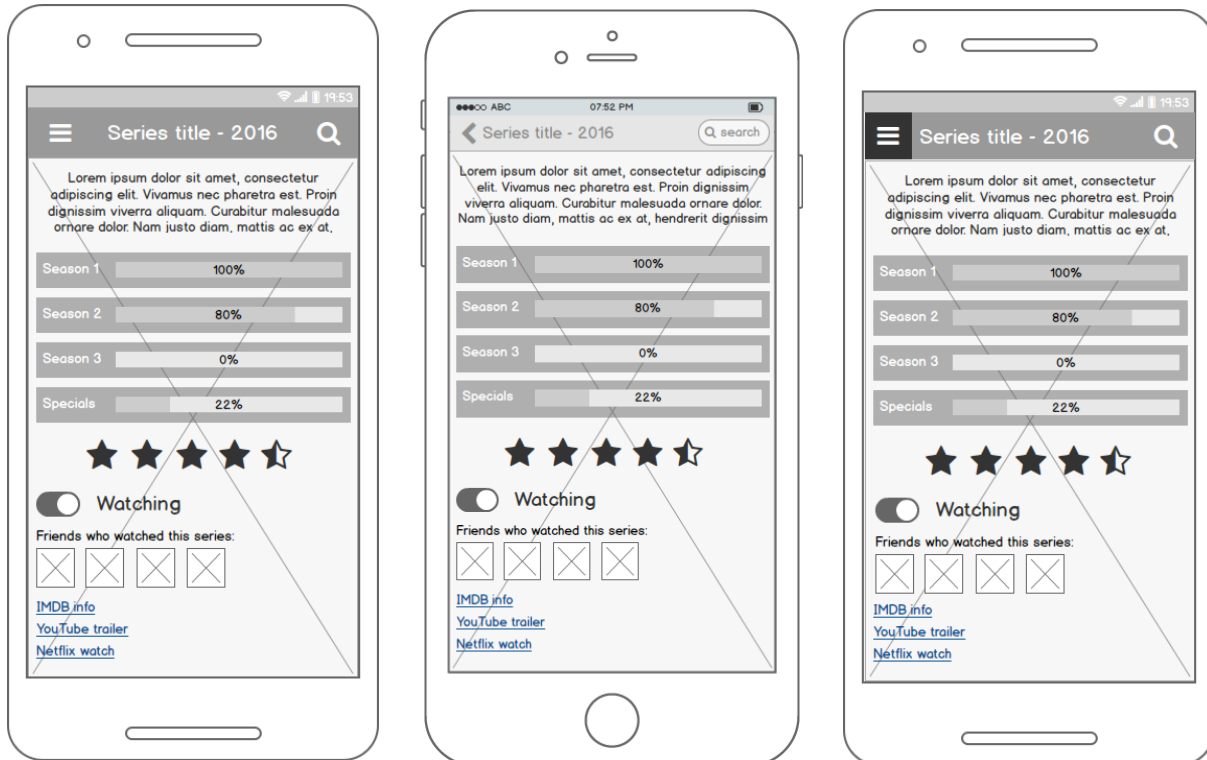 19:53
Series title - 2016
Lorem ipsum dolor sit amet, consectetur
adipiscing elit. Vivamus nec pharetra est. Proin
dignissim viverra aliquam. Curabitur malesuada
ornare dolor. Nam justo diam, mattis ac ex at,
Season 1 100%
Season 2 80%
Season 3 0%
Specials 22%
Watching
Friends who watched this series:
IMDB info
YouTube trailer
Netflix watch
ABC 07:52 PM
Series title - 2016 search
Lorem ipsum dolor sit amet, consectetur adipiscing
elit. Vivamus nec pharetra est. Proin dignissim
viverra aliquam. Curabitur malesuada ornare dolor.
Nam justo diam, mattis ac ex at, hendrerit dignissim
Season 1 100%
Season 2 80%
Season 3 0%
Specials 22%
Watching
Friends who watched this series:
IMDB info
YouTube trailer
Netflix watch
19:53
Series title - 2016
Lorem ipsum dolor sit amet, consectetur
adipiscing elit. Vivamus nec pharetra est. Proin
dignissim viverra aliquam. Curabitur malesuada
ornare dolor. Nam justo diam, mattis ac ex at,
Season 1 100%
Season 2 80%
Season 3 0%
Specials 22%
Watching
Friends who watched this series:
IMDB info
YouTube trailer
Netflix watch